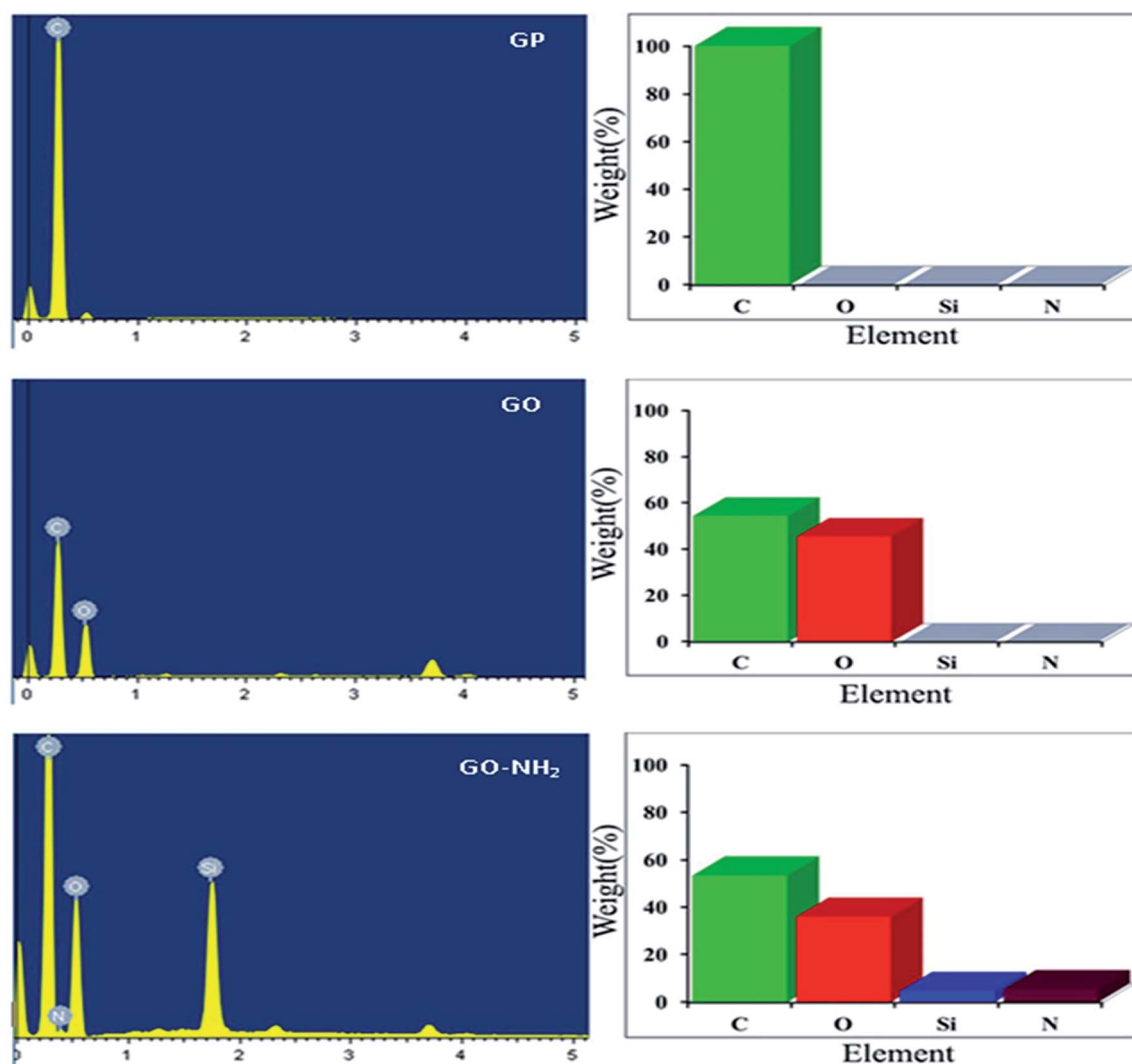 C
GP
0 1 2 3 4 5
Weight(%)
100
80
60
40
20
0
C O Si N
Element
GO
C
O
0 1 2 3 4 5
Weight(%)
100
80
60
40
20
0
C O Si N
Element
C
GO-NH₂
O
Si
N
0 1 2 3 4 5
Weight(%)
100
80
60
40
20
0
C O Si N
Element